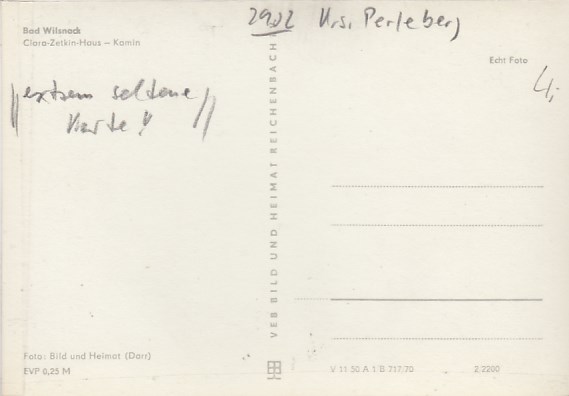 2902 Krs. Perleberg
Bad Wilsnack
Clara-Zetkin-Haus – Kamin
Echt Foto
4,-
"extrem seltene
Karte!"
VEB BILD UND HEIMAT REICHENBACH
Foto: Bild und Heimat (Darr)
EVP 0,25 M
V 11 50 A 1 B 717/70
2 2200